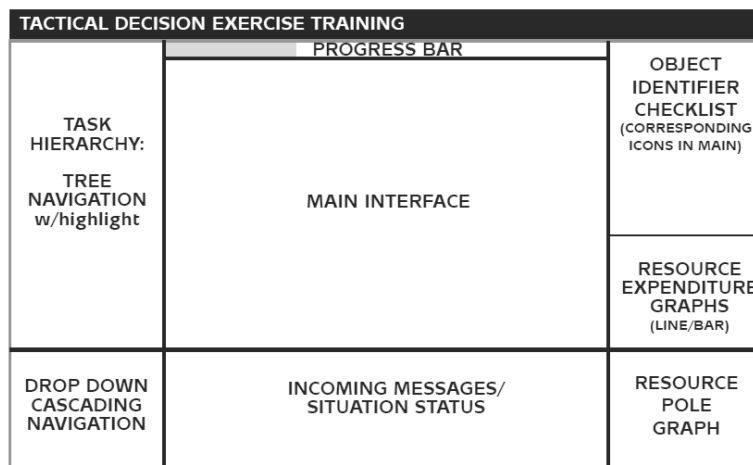 TACTICAL DECISION EXERCISE TRAINING
PROGRESS BAR
TASK
HIERARCHY:
TREE
NAVIGATION
w/highlight
MAIN INTERFACE
OBJECT
IDENTIFIER
CHECKLIST
(CORRESPONDING
ICONS IN MAIN)
RESOURCE
EXPENDITURE
GRAPHS
(LINE/BAR)
DROP DOWN
CASCADING
NAVIGATION
INCOMING MESSAGES/
SITUATION STATUS
RESOURCE
POLE
GRAPH